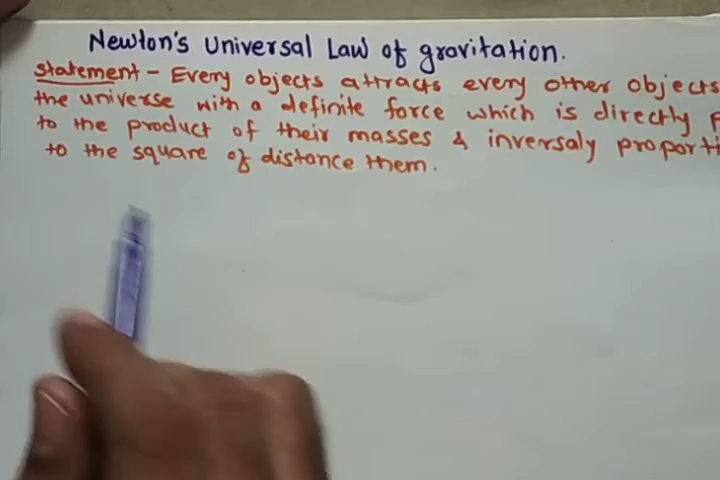 Newton's Universal Law of gravitation.
Statement - Every objects attracts every other objects
the universe with a definite force which is directly
to the product of their masses & inversaly proporti
to the square of distance them.